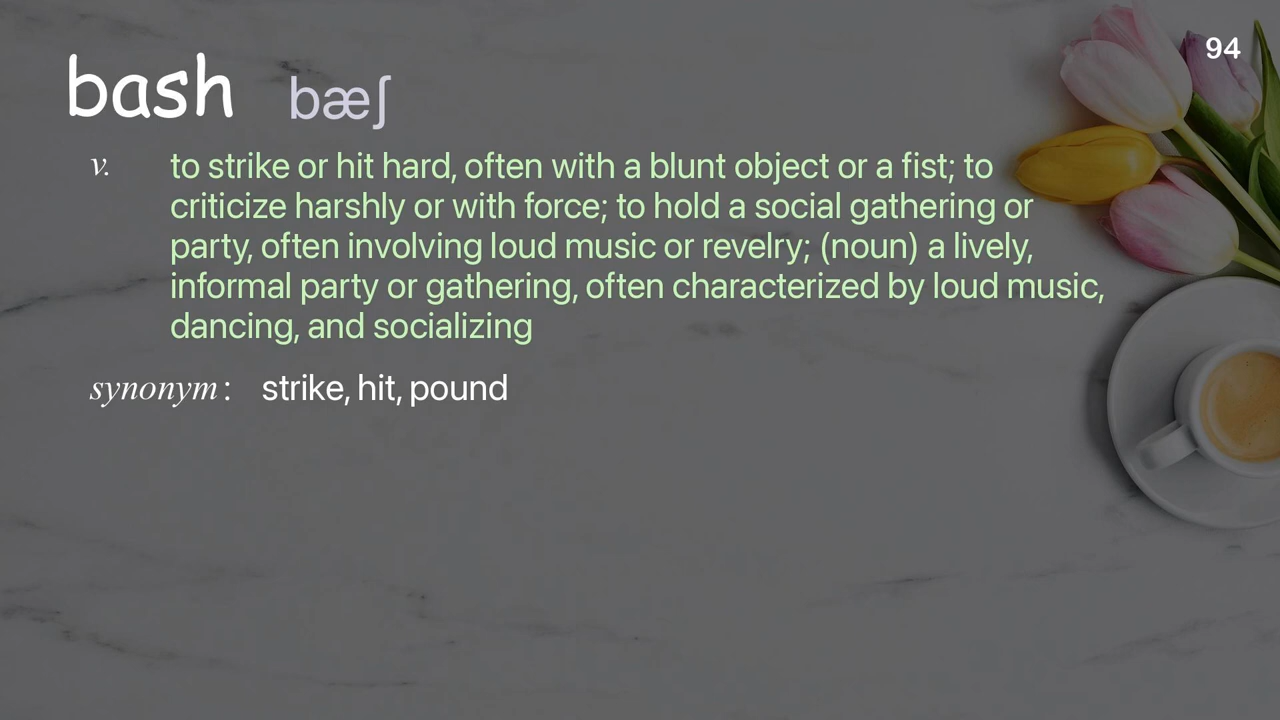 94
bash bæʃ
v. to strike or hit hard, often with a blunt object or a fist; to
criticize harshly or with force; to hold a social gathering or
party, often involving loud music or revelry; (noun) a lively,
informal party or gathering, often characterized by loud music,
dancing, and socializing
synonym: strike, hit, pound